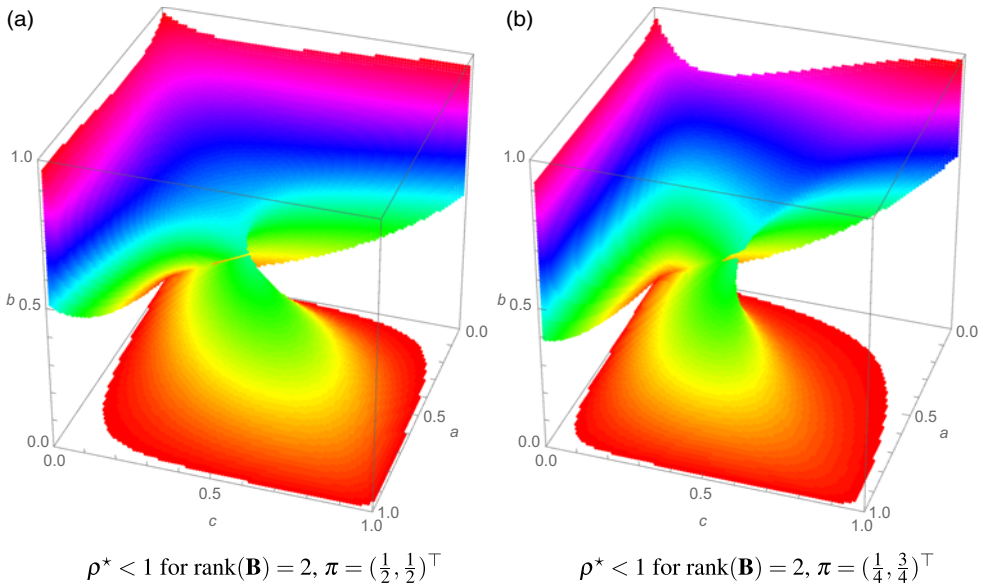 (a)
(b)
1.0
b 0.5
0.0
0.0
0.5
c
1.0
1.0
0.5
a
0.0
1.0
b 0.5
0.0
0.0
0.5
c
1.0
1.0
0.5
a
0.0
ρ⋆ < 1 for rank(B) = 2, π = (1/2, 1/2)⊤
ρ⋆ < 1 for rank(B) = 2, π = (1/4, 3/4)⊤